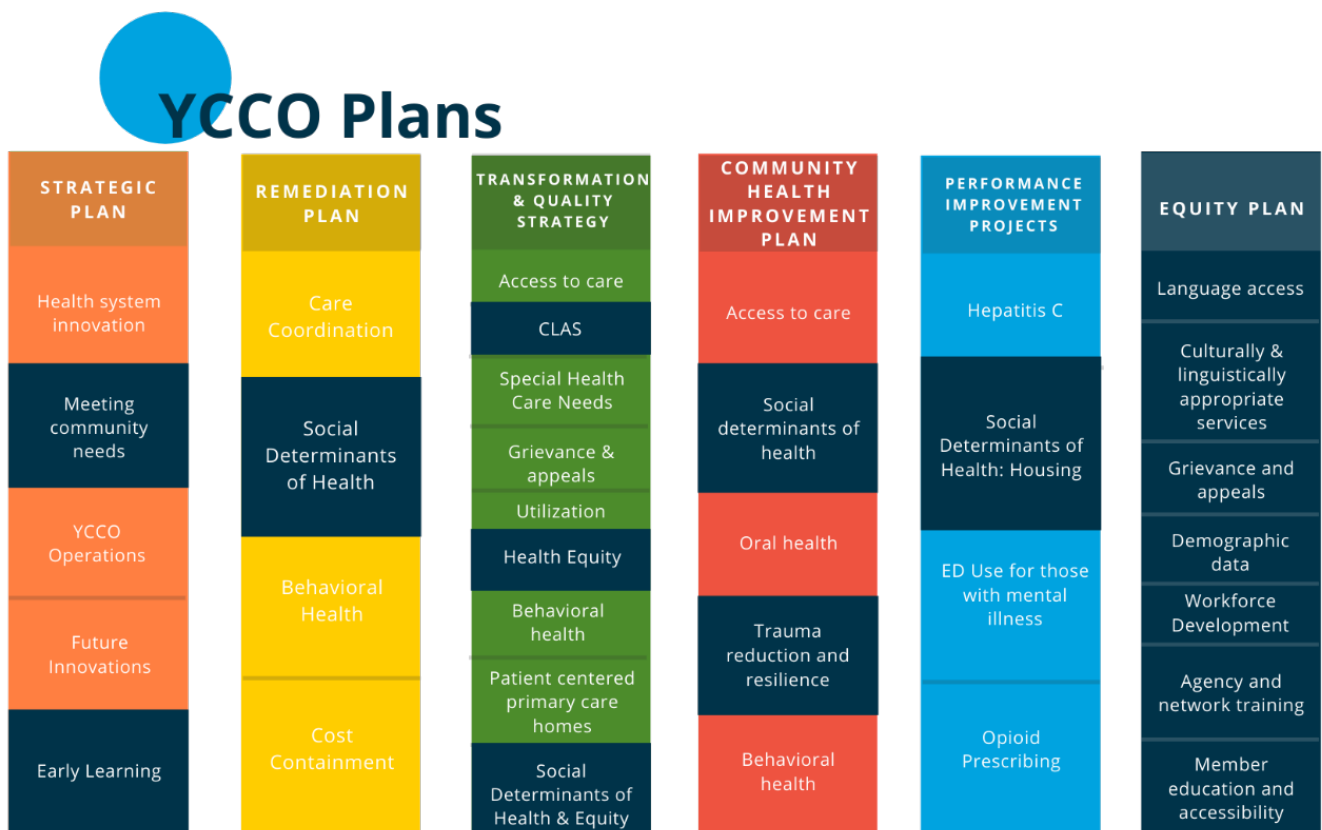 YCCO Plans
STRATEGIC
PLAN
Health system
innovation
Meeting
community
needs
YCCO
Operations
Future
Innovations
Early Learning
REMEDIATION
PLAN
Care
Coordination
Social
Determinants
of Health
Behavioral
Health
Cost
Containment
TRANSFORMATION
& QUALITY
STRATEGY
Access to care
CLAS
Special Health
Care Needs
Grievance &
appeals
Utilization
Health Equity
Behavioral
health
Patient centered
primary care
homes
Social
Determinants of
Health & Equity
COMMUNITY
HEALTH
IMPROVEMENT
PLAN
Access to care
Social
determinants of
health
Oral health
Trauma
reduction and
resilience
Behavioral
health
PERFORMANCE
IMPROVEMENT
PROJECTS
Hepatitis C
Social
Determinants of
Health: Housing
ED Use for those
with mental
illness
Opioid
Prescribing
EQUITY PLAN
Language access
Culturally &
linguistically
appropriate
services
Grievance and
appeals
Demographic
data
Workforce
Development
Agency and
network training
Member
education and
accessibility